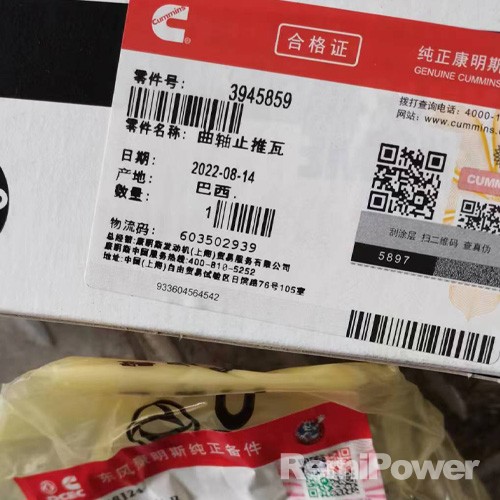 Cummins
合格证
纯正康明斯
GENUINE CUMMINS
零件号: 3945859
拨打查询电话: 4000-1
网站: www.cummins.
零件名称: 曲轴止推瓦
日期: 2022-08-14
产地: 巴西.
数量: 1
CUMM
刮涂层 扫二维码 查真伪
5897
物流码: 603502939
总经销:康明斯发动机(上海)贸易服务有限公司
康明斯中国服务热线:400-810-5252
地址:中国(上海)自由贸易试验区日滨路76号105室
933604564542
东风康明斯纯正备件
RemiPower